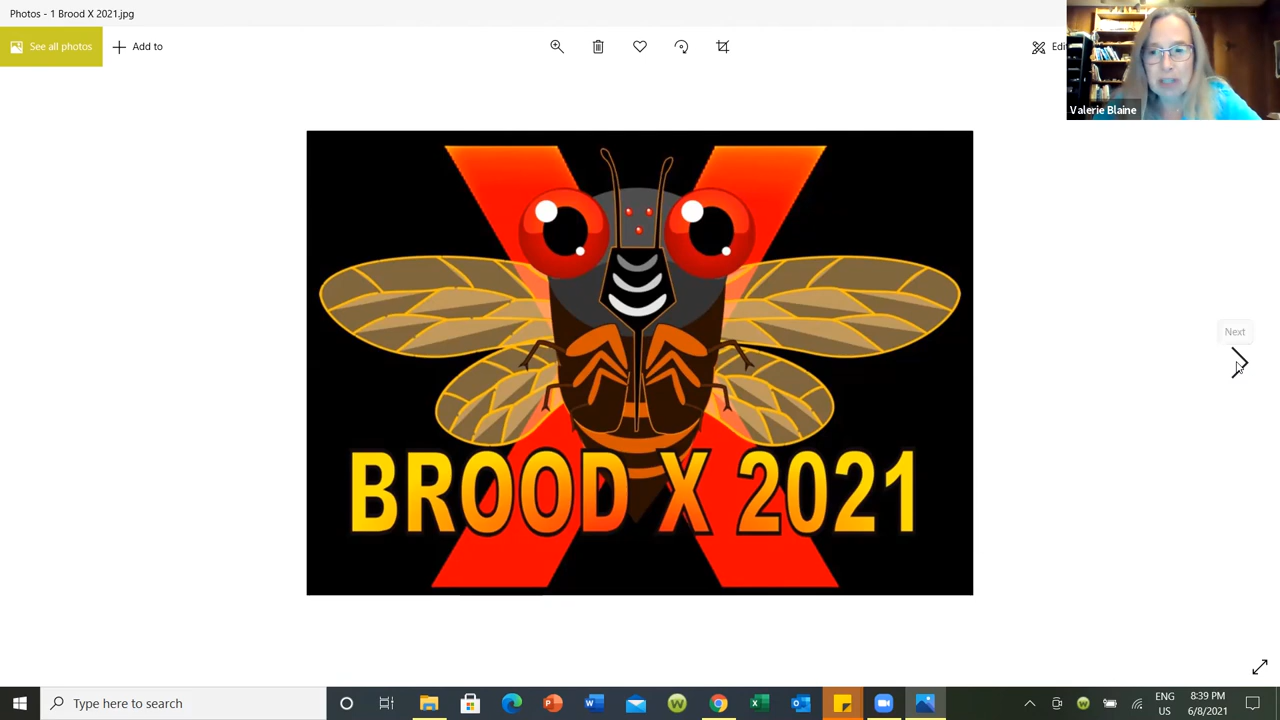 Photos - 1 Brood X 2021.jpg
See all photos
Add to
Valerie Blaine
Next
BROOD X 2021
Type here to search
ENG
US
8:39 PM
6/8/2021